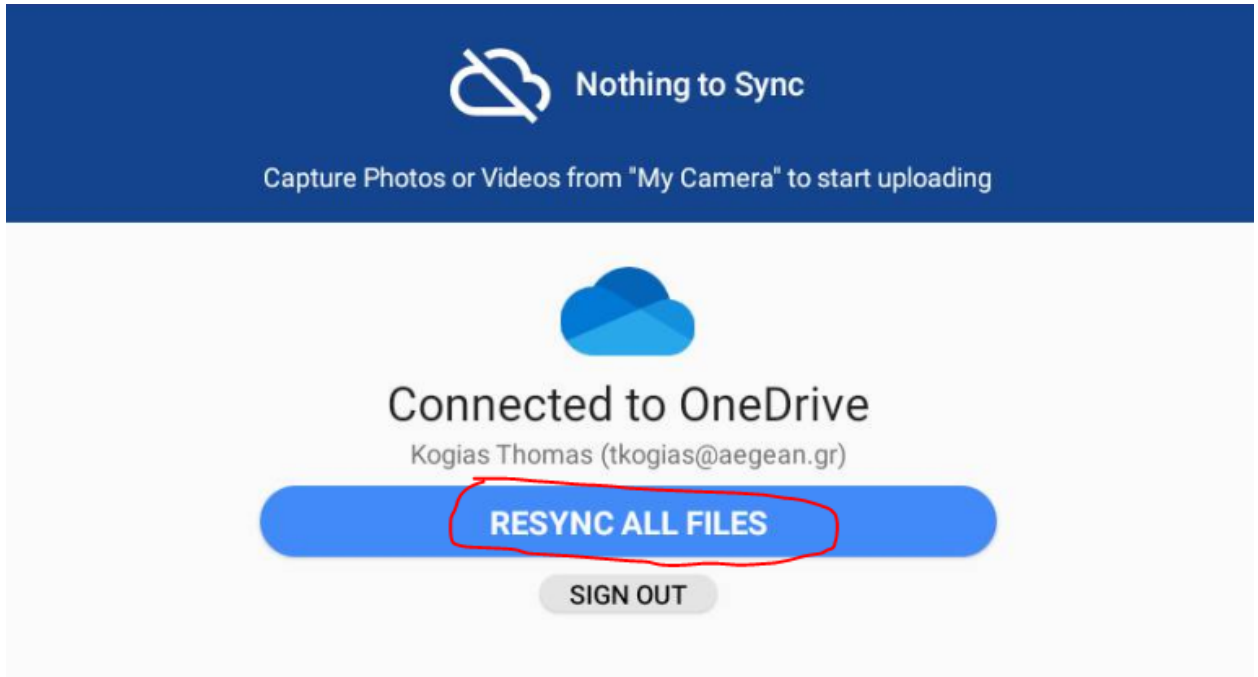 Nothing to Sync
Capture Photos or Videos from "My Camera" to start uploading
Connected to OneDrive
Kogias Thomas (tkogias@aegean.gr)
RESYNC ALL FILES
SIGN OUT